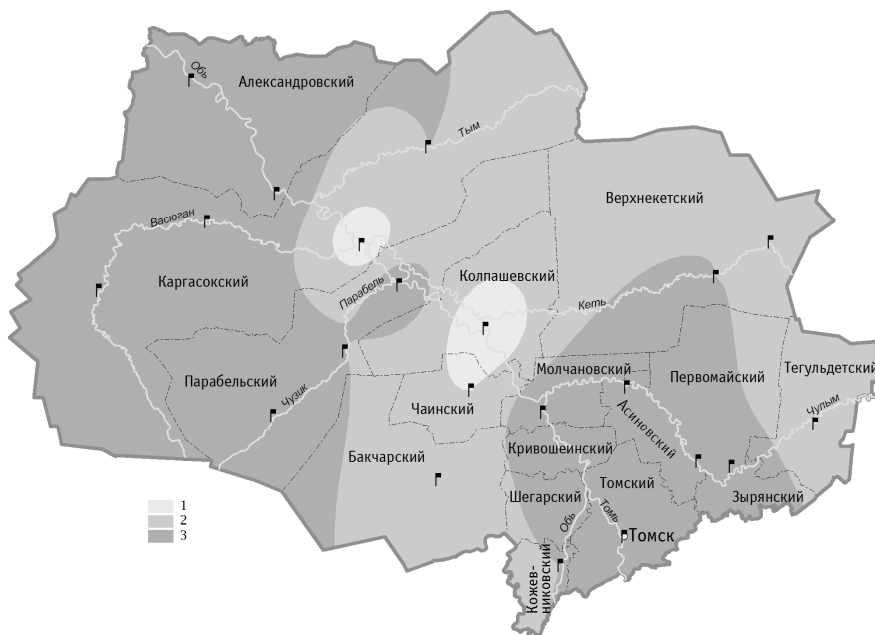 Обь
Александровский
Тым
Васюган
Верхнекетский
Каргасокский
Колпашевский
Парабель
Кеть
Парабельский
Чузик
Молчановский
Первомайский
Тегульдетский
Чулым
Чаинский
Асиновский
Бакчарский
Кривошеинский
Шегарский
Томский
Зырянский
1
2
3
Обь
Томь
Томск
Кожев-
никовский